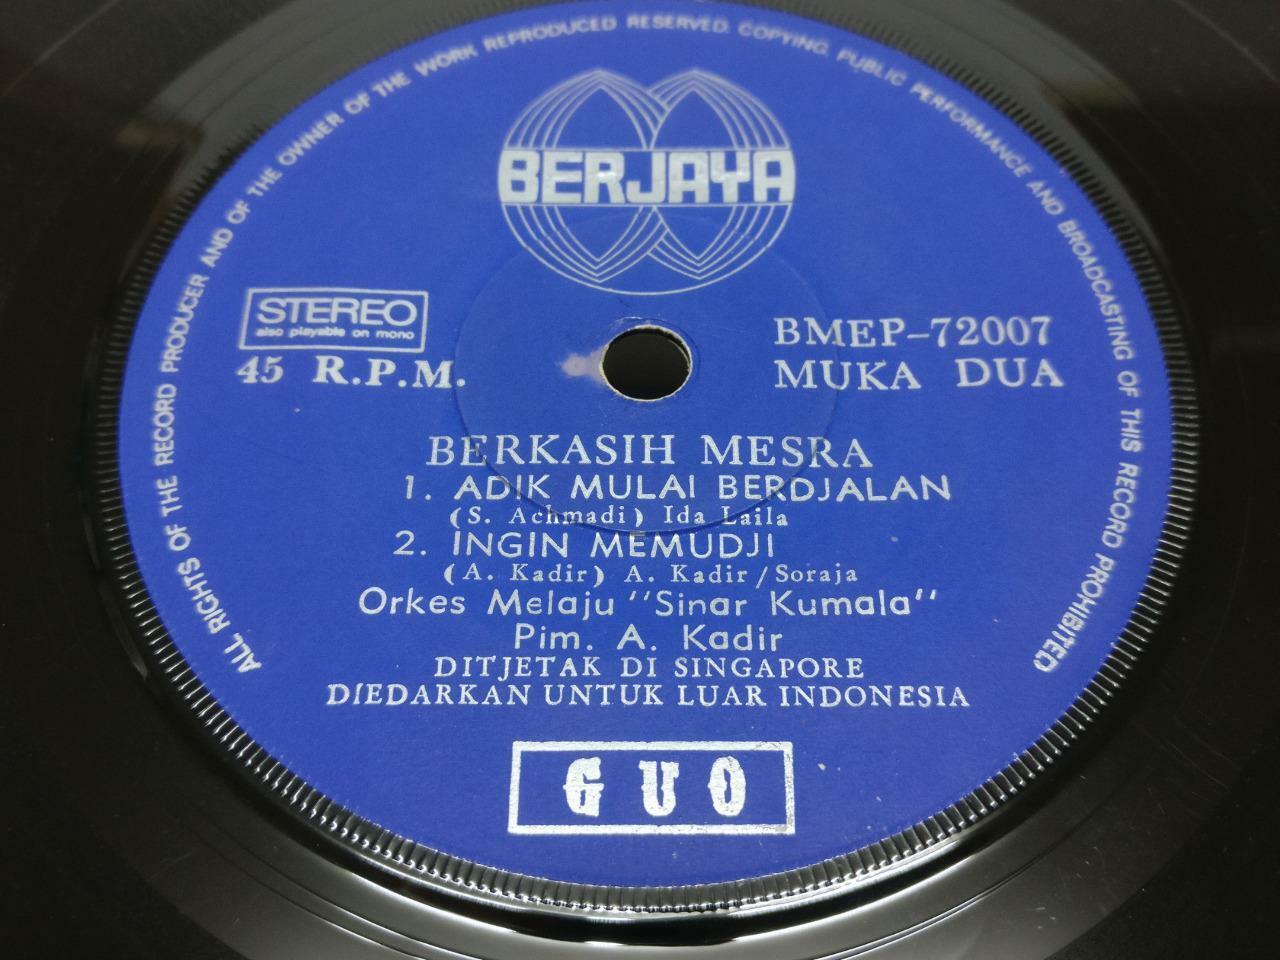 ALL RIGHTS OF THE RECORD PRODUCER AND OF THE OWNER OF THE WORK REPRODUCED RESERVED. COPYING, PUBLIC PERFORMANCE AND BROADCASTING OF THIS RECORD PROHIBITED
BERJAYA
STEREO
also playable on mono
45 R.P.M.
BMEP-72007
MUKA DUA
BERKASIH MESRA
1. ADIK MULAI BERDJALAN
(S. Achmadi) Ida Laila
2. INGIN MEMUDJI
(A. Kadir) A. Kadir/Soraja
Orkes Melaju "Sinar Kumala"
Pim. A. Kadir
DITJETAK DI SINGAPORE
DIEDARKAN UNTUK LUAR INDONESIA
GUO